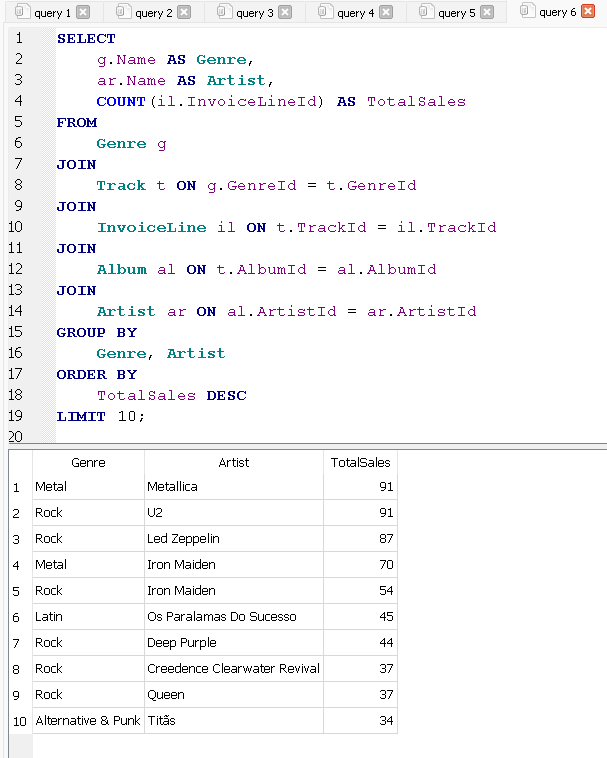 query 1 query 2 query 3 query 4 query 5 query 6
1 SELECT
2 g.Name AS Genre,
3 ar.Name AS Artist,
4 COUNT(il.InvoiceLineId) AS TotalSales
5 FROM
6 Genre g
7 JOIN
8 Track t ON g.GenreId = t.GenreId
9 JOIN
10 InvoiceLine il ON t.TrackId = il.TrackId
11 JOIN
12 Album al ON t.AlbumId = al.AlbumId
13 JOIN
14 Artist ar ON al.ArtistId = ar.ArtistId
15 GROUP BY
16 Genre, Artist
17 ORDER BY
18 TotalSales DESC
19 LIMIT 10;
20
Genre Artist TotalSales
1 Metal Metallica 91
2 Rock U2 91
3 Rock Led Zeppelin 87
4 Metal Iron Maiden 70
5 Rock Iron Maiden 54
6 Latin Os Paralamas Do Sucesso 45
7 Rock Deep Purple 44
8 Rock Creedence Clearwater Revival 37
9 Rock Queen 37
10 Alternative & Punk Titãs 34